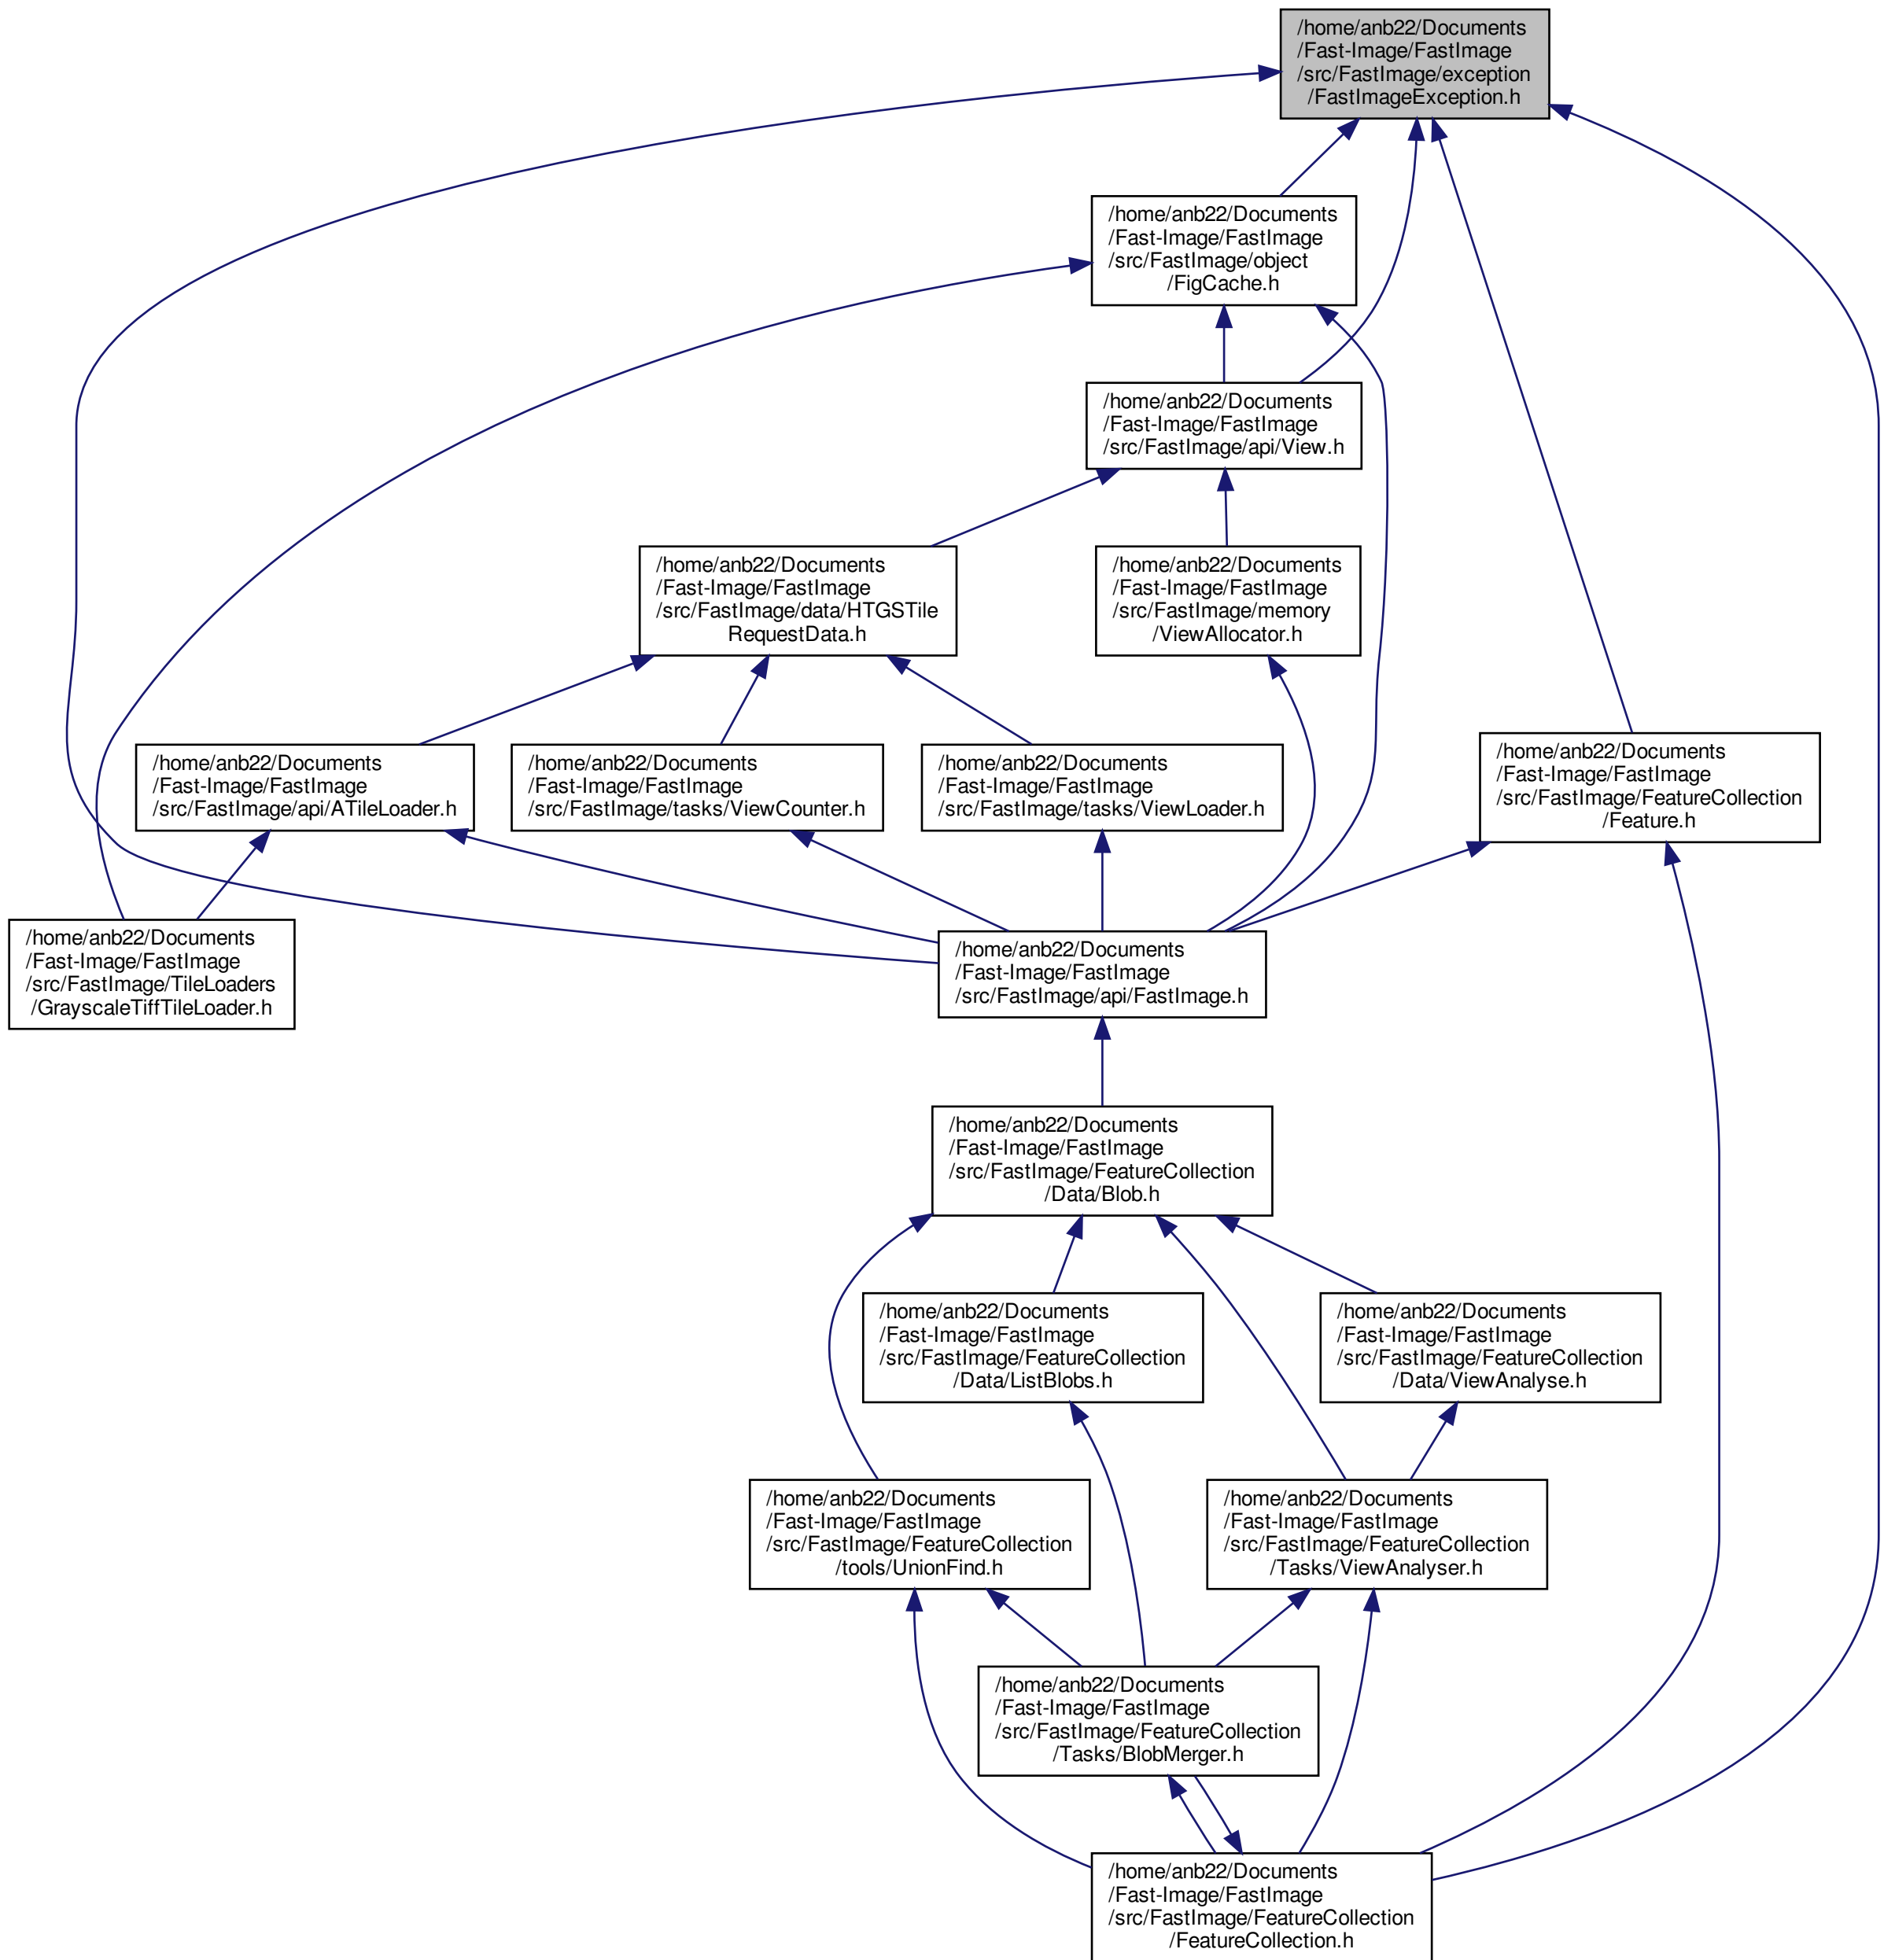 /home/anb22/Documents
/Fast-Image/FastImage
/src/FastImage/exception
/FastImageException.h
/home/anb22/Documents
/Fast-Image/FastImage
/src/FastImage/object
/FigCache.h
/home/anb22/Documents
/Fast-Image/FastImage
/src/FastImage/api/View.h
/home/anb22/Documents
/Fast-Image/FastImage
/src/FastImage/data/HTGSTile
RequestData.h
/home/anb22/Documents
/Fast-Image/FastImage
/src/FastImage/memory
/ViewAllocator.h
/home/anb22/Documents
/Fast-Image/FastImage
/src/FastImage/api/ATileLoader.h
/home/anb22/Documents
/Fast-Image/FastImage
/src/FastImage/tasks/ViewCounter.h
/home/anb22/Documents
/Fast-Image/FastImage
/src/FastImage/tasks/ViewLoader.h
/home/anb22/Documents
/Fast-Image/FastImage
/src/FastImage/FeatureCollection
/Feature.h
/home/anb22/Documents
/Fast-Image/FastImage
/src/FastImage/TileLoaders
/GrayscaleTiffTileLoader.h
/home/anb22/Documents
/Fast-Image/FastImage
/src/FastImage/api/FastImage.h
/home/anb22/Documents
/Fast-Image/FastImage
/src/FastImage/FeatureCollection
/Data/Blob.h
/home/anb22/Documents
/Fast-Image/FastImage
/src/FastImage/FeatureCollection
/Data/ListBlobs.h
/home/anb22/Documents
/Fast-Image/FastImage
/src/FastImage/FeatureCollection
/Data/ViewAnalyse.h
/home/anb22/Documents
/Fast-Image/FastImage
/src/FastImage/FeatureCollection
/tools/UnionFind.h
/home/anb22/Documents
/Fast-Image/FastImage
/src/FastImage/FeatureCollection
/Tasks/ViewAnalyser.h
/home/anb22/Documents
/Fast-Image/FastImage
/src/FastImage/FeatureCollection
/Tasks/BlobMerger.h
/home/anb22/Documents
/Fast-Image/FastImage
/src/FastImage/FeatureCollection
/FeatureCollection.h